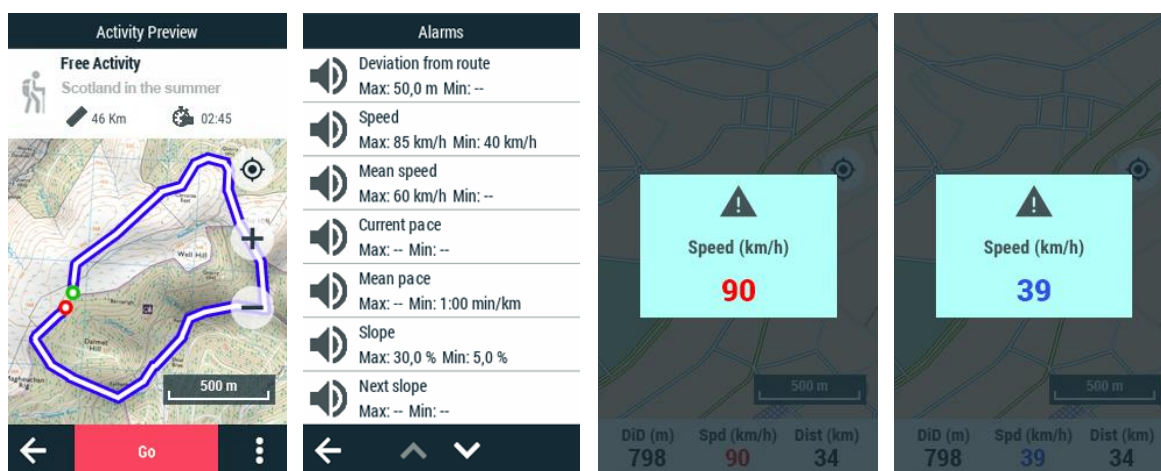 Activity Preview
Free Activity
Scotland in the summer
46 Km 02:45
Well Hill
Dalmet
Hill
500 m
Go
Alarms
Deviation from route
Max: 50,0 m Min: --
Speed
Max: 85 km/h Min: 40 km/h
Mean speed
Max: 60 km/h Min: --
Current pace
Max: -- Min: --
Mean pace
Max: -- Min: 1:00 min/km
Slope
Max: 30,0 % Min: 5,0 %
Next slope
Max: -- Min: --
Speed (km/h)
90
500 m
DiD (m) Spd (km/h) Dist (km)
798 90 34
Speed (km/h)
39
500 m
DiD (m) Spd (km/h) Dist (km)
798 39 34